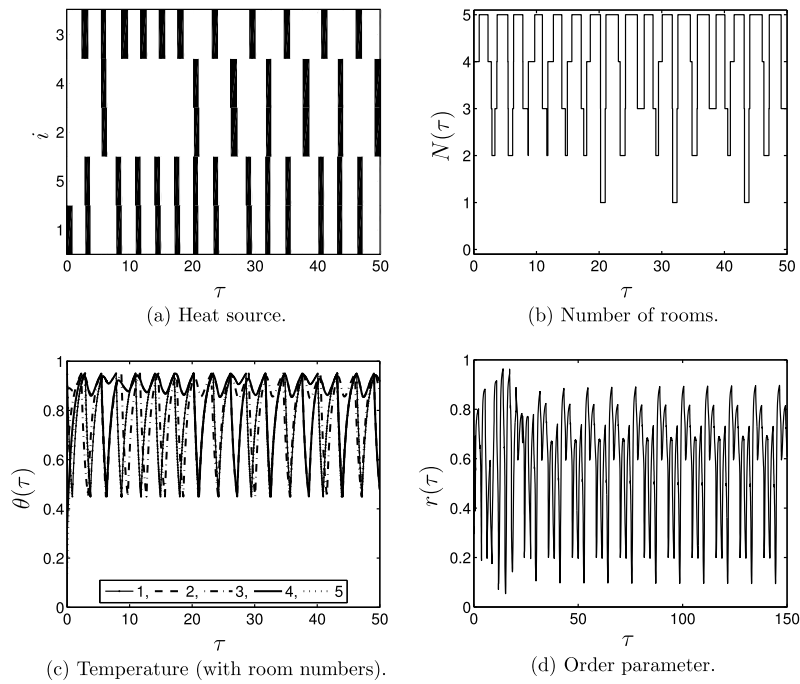 3
4
2
5
1
i
0 10 20 30 40 50
τ
(a) Heat source.
5
4
3
2
1
0
N(τ)
0 10 20 30 40 50
τ
(b) Number of rooms.
1
0.8
0.6
0.4
0.2
0
θ(τ)
1, 2, 3, 4, 5
0 10 20 30 40 50
τ
(c) Temperature (with room numbers).
1
0.8
0.6
0.4
0.2
0
r(τ)
0 50 100 150
τ
(d) Order parameter.